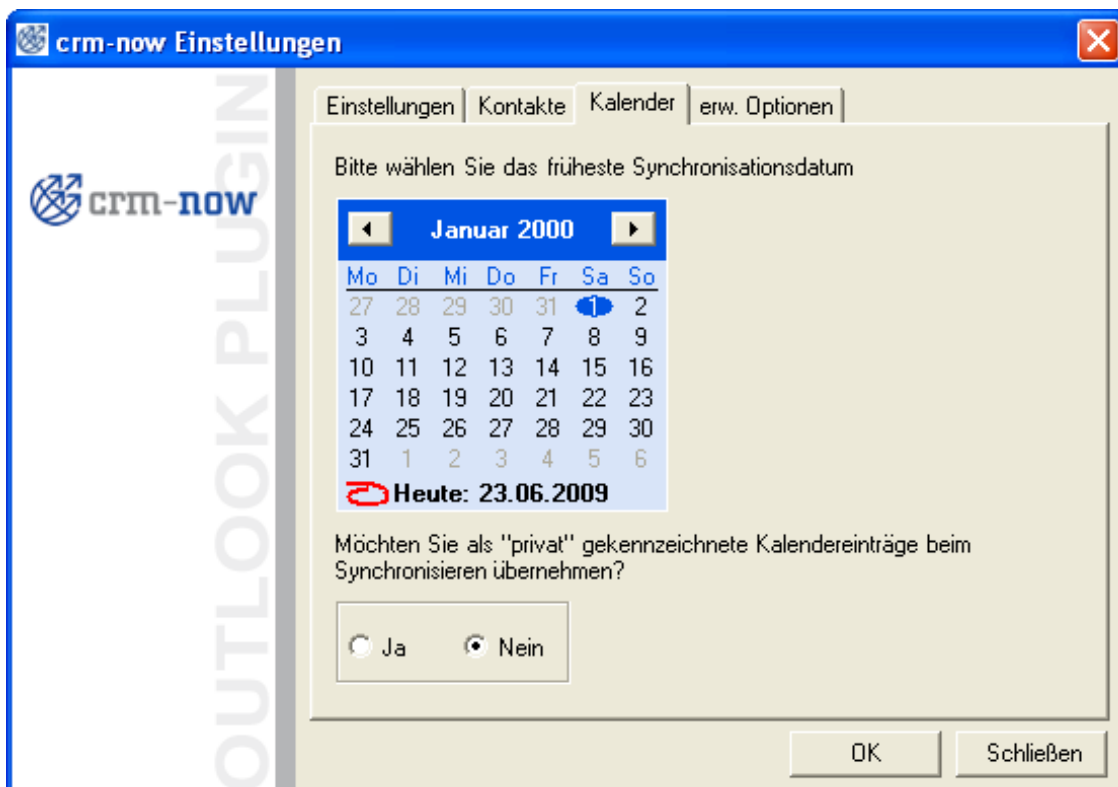 crm-now Einstellungen
OUTLOOK PLUGIN
crm-now
Einstellungen Kontakte Kalender erw. Optionen
Bitte wählen Sie das früheste Synchronisationsdatum
Januar 2000
Mo Di Mi Do Fr Sa So
27 28 29 30 31 1 2
3 4 5 6 7 8 9
10 11 12 13 14 15 16
17 18 19 20 21 22 23
24 25 26 27 28 29 30
31 1 2 3 4 5 6
Heute: 23.06.2009
Möchten Sie als "privat" gekennzeichnete Kalendereinträge beim
Synchronisieren übernehmen?
Ja Nein
OK Schließen